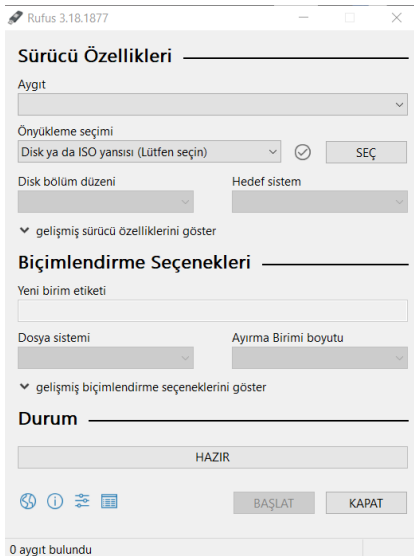 Rufus 3.18.1877
Sürücü Özellikleri
Aygıt
Önyükleme seçimi
Disk ya da ISO yansısı (Lütfen seçin)
SEÇ
Disk bölüm düzeni
Hedef sistem
gelişmiş sürücü özelliklerini göster
Biçimlendirme Seçenekleri
Yeni birim etiketi
Dosya sistemi
Ayırma Birimi boyutu
gelişmiş biçimlendirme seçeneklerini göster
Durum
HAZIR
BAŞLAT
KAPAT
0 aygıt bulundu